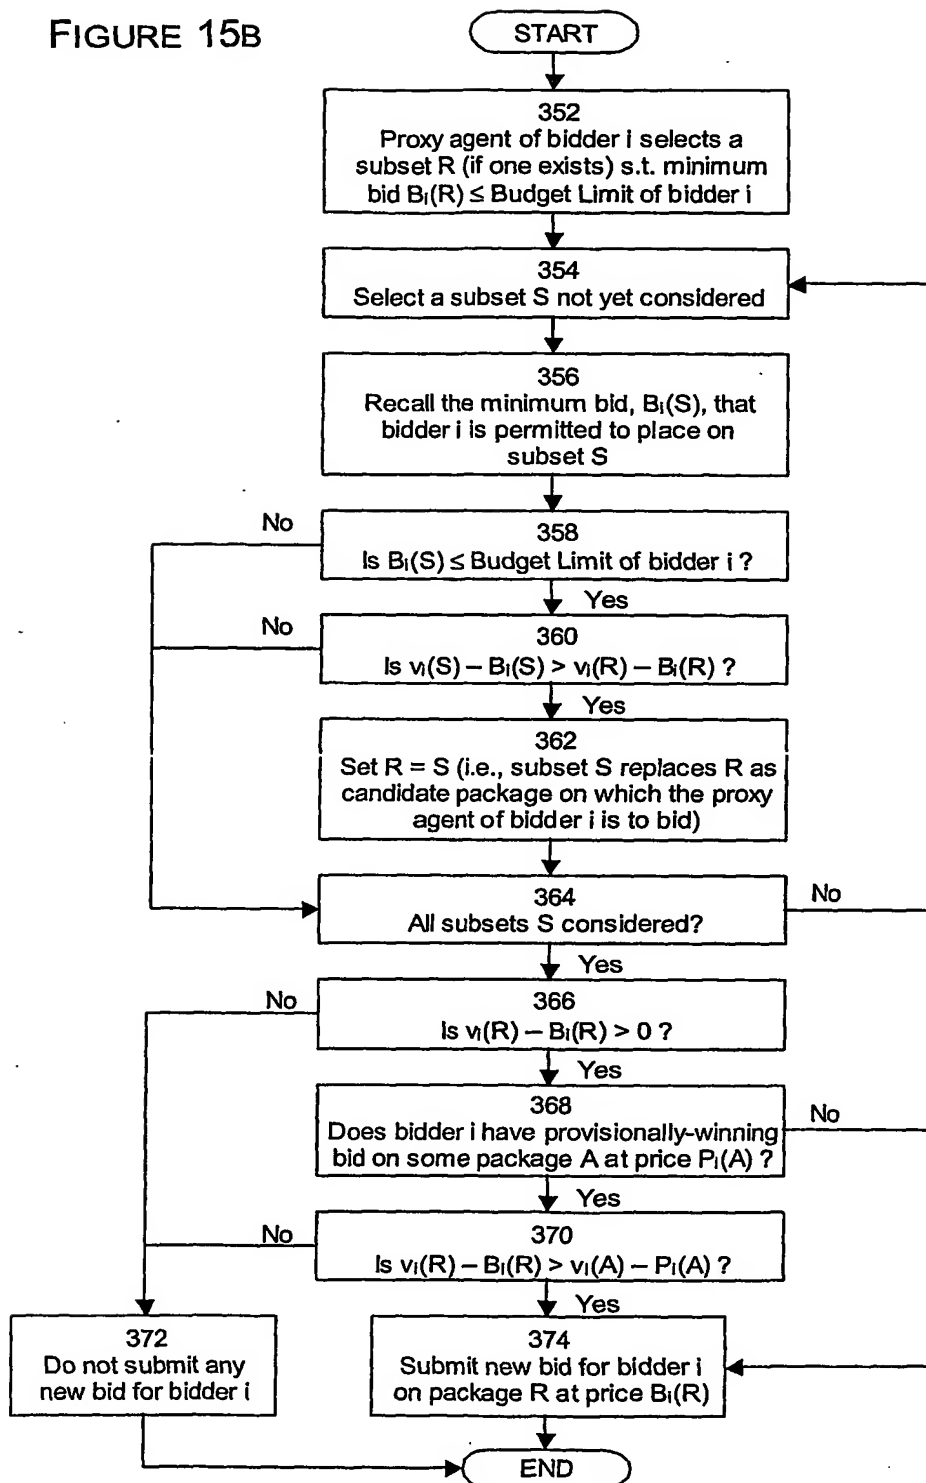 FIGURE 15B
START
352
Proxy agent of bidder i selects a
subset R (if one exists) s.t. minimum
bid Bi(R) ≤ Budget Limit of bidder i
354
Select a subset S not yet considered
356
Recall the minimum bid, Bi(S), that
bidder i is permitted to place on
subset S
No
358
Is Bi(S) ≤ Budget Limit of bidder i ?
Yes
No
360
Is vi(S) – Bi(S) > vi(R) – Bi(R) ?
Yes
362
Set R = S (i.e., subset S replaces R as
candidate package on which the proxy
agent of bidder i is to bid)
364
All subsets S considered?
No
Yes
No
366
Is vi(R) – Bi(R) > 0 ?
Yes
368
Does bidder i have provisionally-winning
bid on some package A at price Pi(A) ?
No
Yes
No
370
Is vi(R) – Bi(R) > vi(A) – Pi(A) ?
Yes
372
Do not submit any
new bid for bidder i
374
Submit new bid for bidder i
on package R at price Bi(R)
END